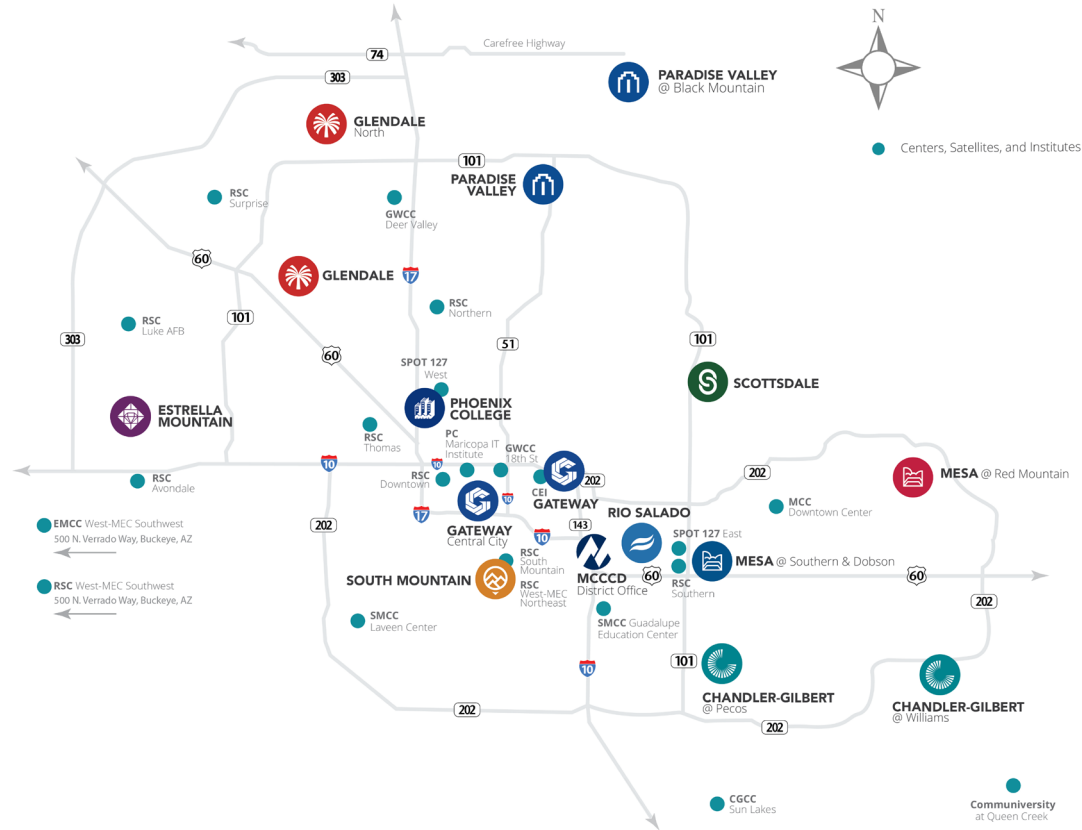 N
Carefree Highway
74
303
PARADISE VALLEY
@ Black Mountain
GLENDALE
North
Centers, Satellites, and Institutes
101
PARADISE
VALLEY
RSC
Surprise
GWCC
Deer Valley
60
GLENDALE
17
RSC
Northern
101
RSC
Luke AFB
303
60
51
101
SPOT 127
West
SCOTTSDALE
PHOENIX
COLLEGE
ESTRELLA
MOUNTAIN
RSC
Thomas
PC
Maricopa IT
Institute
GWCC
18th St
10
10
RSC
Downtown
CEI
GATEWAY
202
202
MESA @ Red Mountain
RSC
Avondale
10
17
GATEWAY
Central City
MCC
Downtown Center
RIO SALADO
EMCC West-MEC Southwest
500 N. Verrado Way, Buckeye, AZ
202
143
10
SPOT 127 East
RSC
South
Mountain
MESA @ Southern & Dobson
SOUTH MOUNTAIN
RSC
West-MEC
Northeast
MCCCD
District Office
60
RSC
Southern
60
RSC West-MEC Southwest
500 N. Verrado Way, Buckeye, AZ
202
SMCC
Laveen Center
SMCC Guadalupe
Education Center
10
101
CHANDLER-GILBERT
@ Pecos
CHANDLER-GILBERT
@ Williams
202
202
CGCC
Sun Lakes
Communiversity
at Queen Creek